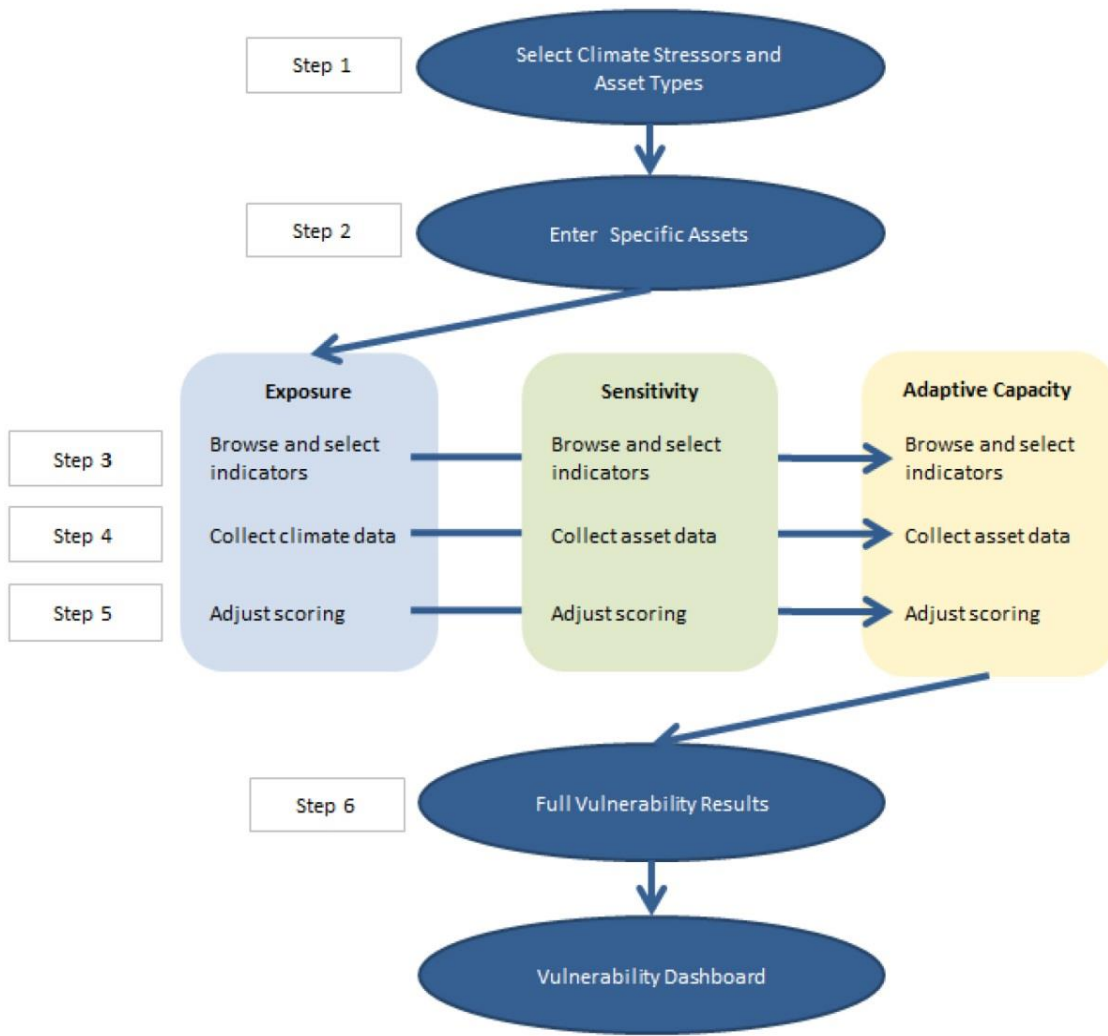 Step 1
Select Climate Stressors and
Asset Types
Step 2
Enter Specific Assets
Exposure
Sensitivity
Adaptive Capacity
Step 3
Browse and select
indicators
Browse and select
indicators
Browse and select
indicators
Step 4
Collect climate data
Collect asset data
Collect asset data
Step 5
Adjust scoring
Adjust scoring
Adjust scoring
Step 6
Full Vulnerability Results
Vulnerability Dashboard